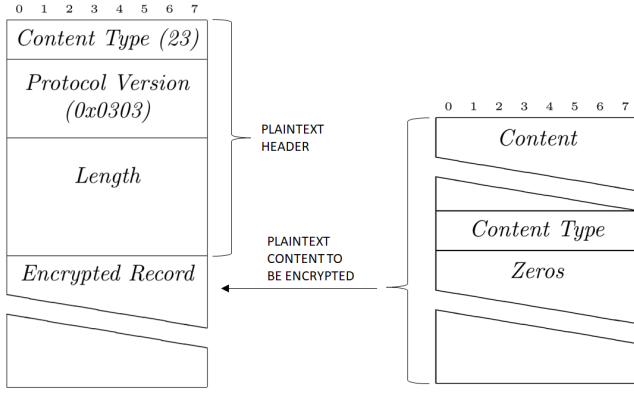 0 1 2 3 4 5 6 7
Content Type (23)
Protocol Version
(0x0303)
Length
Encrypted Record
PLAINTEXT
HEADER
PLAINTEXT
CONTENT TO
BE ENCRYPTED
0 1 2 3 4 5 6 7
Content
Content Type
Zeros